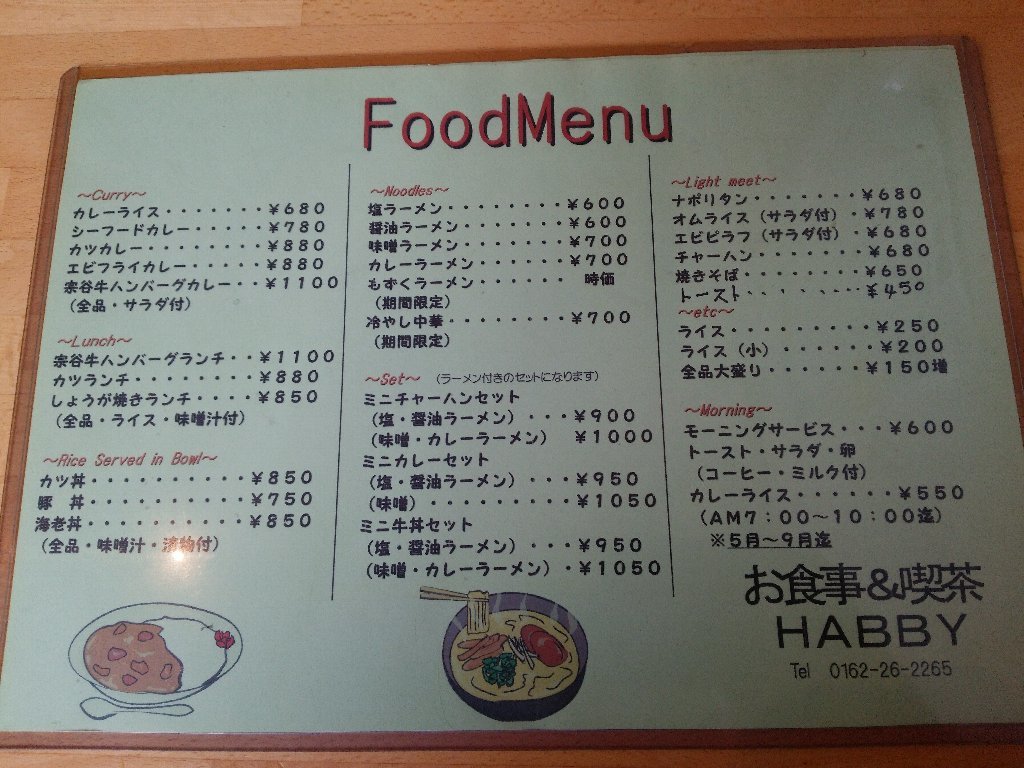 FoodMenu
～Curry～
カレーライス・・・・・・・￥６８０
シーフードカレー・・・・・￥７８０
カツカレー・・・・・・・・￥８８０
エビフライカレー・・・・・￥８８０
宗谷牛ハンバーグカレー・・￥１１００
（全品・サラダ付）
～Lunch～
宗谷牛ハンバーグランチ・・￥１１００
カツランチ・・・・・・・・￥８８０
しょうが焼きランチ・・・・￥８５０
（全品・ライス・味噌汁付）
～Rice Served in Bowl～
カツ丼・・・・・・・・・・￥８５０
豚　丼・・・・・・・・・・￥７５０
海老丼・・・・・・・・・・￥８５０
（全品・味噌汁・漬物付）
～Noodles～
塩ラーメン・・・・・・・・￥６００
醤油ラーメン・・・・・・・￥６００
味噌ラーメン・・・・・・・￥７００
カレーラーメン・・・・・・￥７００
もずくラーメン・・・・・・　時価
（期間限定）
冷やし中華・・・・・・・・￥７００
（期間限定）
～Set～　（ラーメン付きのセットになります）
ミニチャーハンセット
（塩・醤油ラーメン）・・・￥９００
（味噌・カレーラーメン）　￥１０００
ミニカレーセット
（塩・醤油ラーメン）・・・￥９５０
（味噌）・・・・・・・・・￥１０５０
ミニ牛丼セット
（塩・醤油ラーメン）・・・￥９５０
（味噌・カレーラーメン）・￥１０５０
～Light meet～
ナポリタン・・・・・・・￥６８０
オムライス（サラダ付）・￥７８０
エビピラフ（サラダ付）・￥６８０
チャーハン・・・・・・・￥６８０
焼きそば・・・・・・・・￥６５０
トースト・・・・・・・・￥450
～etc～
ライス・・・・・・・・・￥２５０
ライス（小）・・・・・・￥２００
全品大盛り・・・・・・・￥１５０増
～Morning～
モーニングサービス・・・￥６００
トースト・サラダ・卵
（コーヒー・ミルク付）
カレーライス・・・・・・￥５５０
（ＡＭ７：００～１０：００迄）
※５月～９月迄
お食事＆喫茶
HABBY
Tel　0162-26-2265